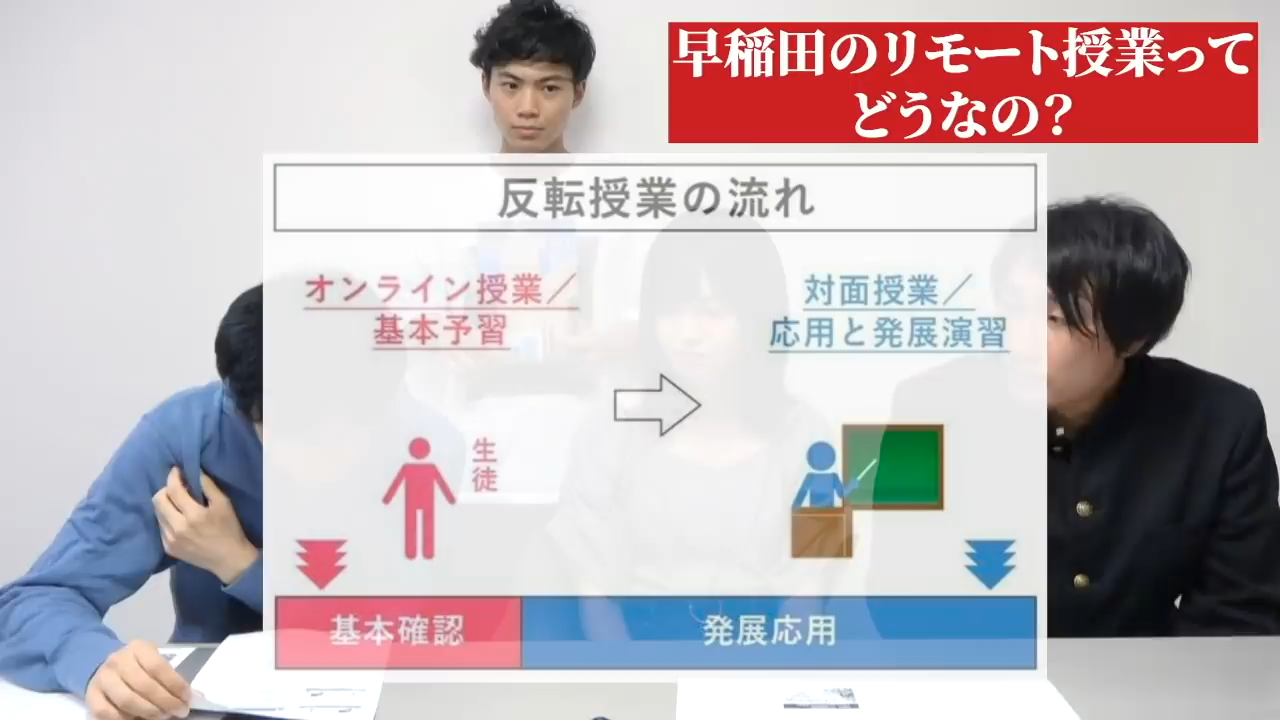 早稲田のリモート授業って
どうなの？
反転授業の流れ
オンライン授業／
基本予習
対面授業／
応用と発展演習
生徒
基本確認
発展応用